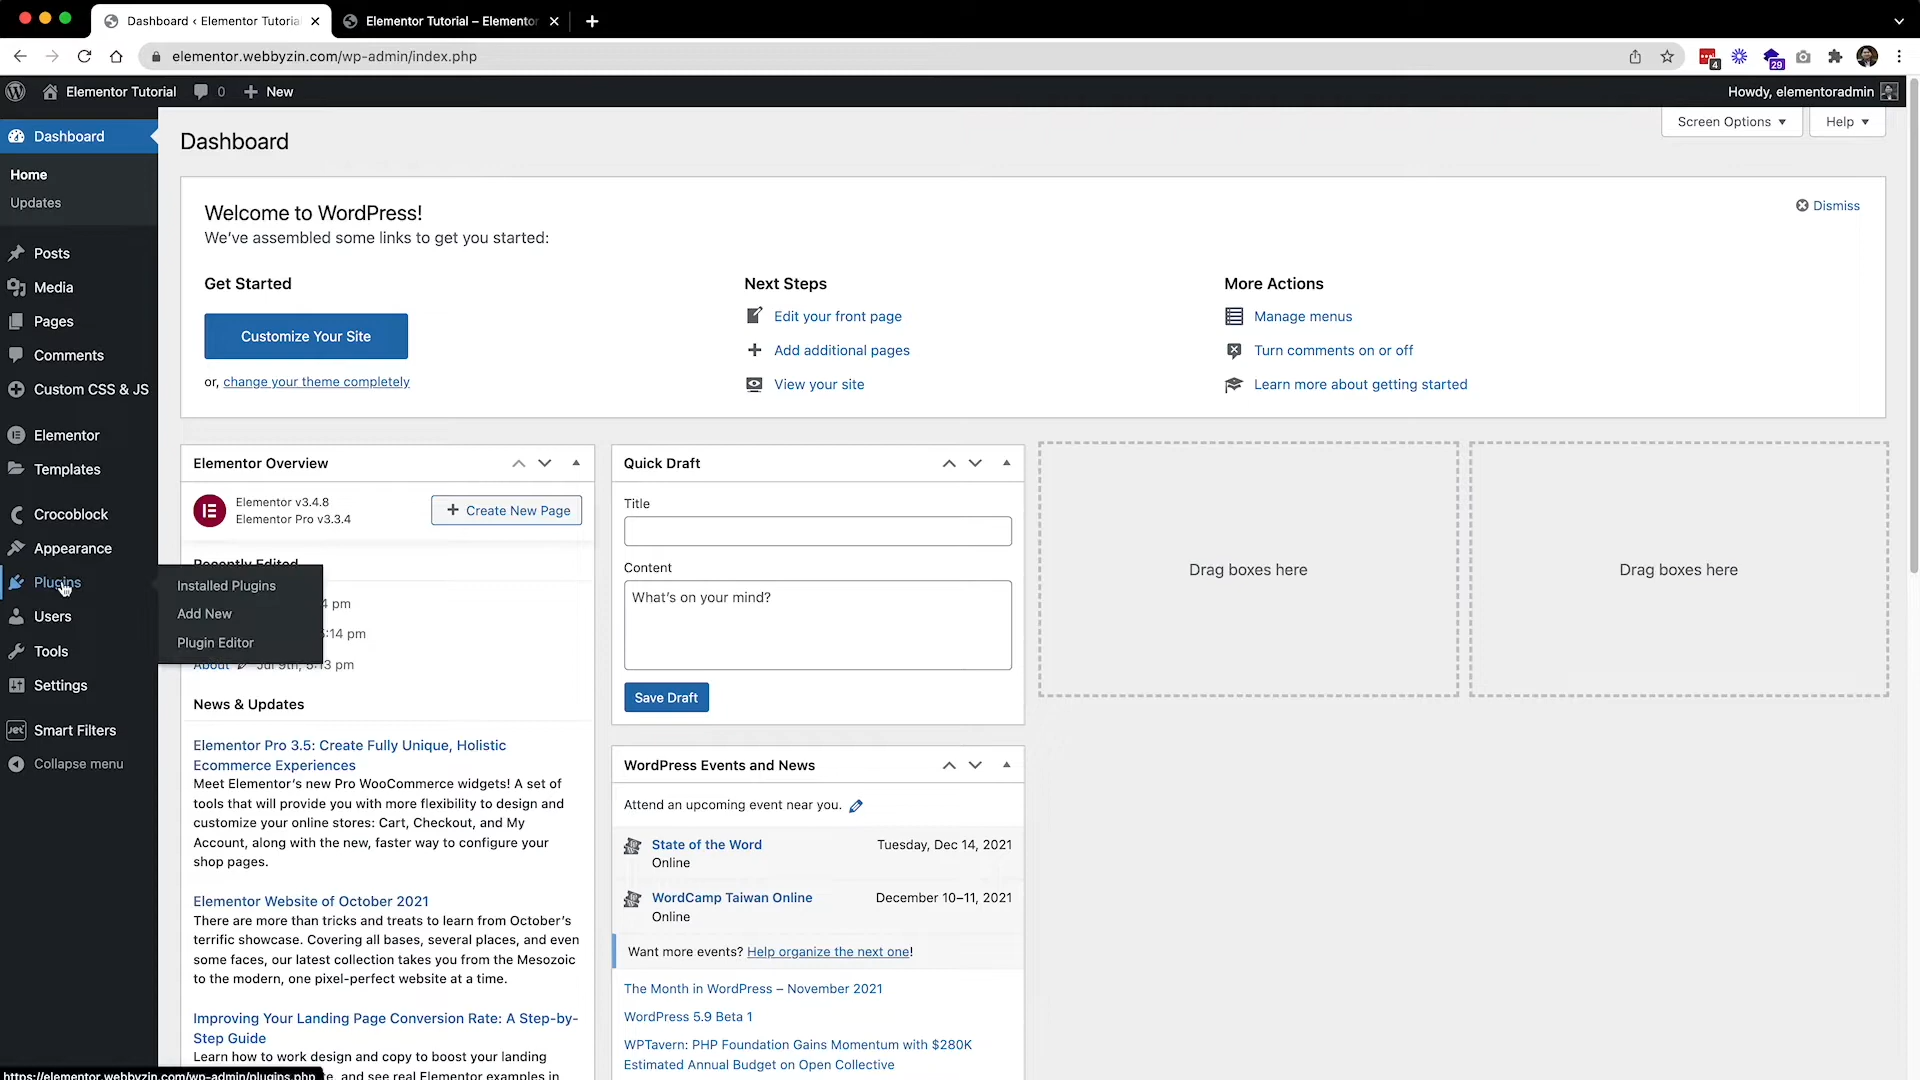 Dashboard ‹ Elementor Tutoria
Elementor Tutorial – Elemento
elementor.webbyzin.com/wp-admin/index.php
4
29
Elementor Tutorial
0
New
Howdy, elementoradmin
Dashboard
Home
Updates
Posts
Media
Pages
Comments
Custom CSS & JS
Elementor
Templates
Crocoblock
Appearance
Plugins
Users
Tools
Settings
Jet
Smart Filters
Collapse menu
Installed Plugins
Add New
Plugin Editor
Dashboard
Screen Options
Help
Welcome to WordPress!
We've assembled some links to get you started:
Dismiss
Get Started
Customize Your Site
or, change your theme completely
Next Steps
Edit your front page
Add additional pages
View your site
More Actions
Manage menus
Turn comments on or off
Learn more about getting started
Elementor Overview
Elementor v3.4.8
Elementor Pro v3.3.4
Create New Page
Recently Edited
pm
:14 pm
About Jul 9th, 5:13 pm
News & Updates
Elementor Pro 3.5: Create Fully Unique, Holistic
Ecommerce Experiences
Meet Elementor's new Pro WooCommerce widgets! A set of
tools that will provide you with more flexibility to design and
customize your online stores: Cart, Checkout, and My
Account, along with the new, faster way to configure your
shop pages.
Elementor Website of October 2021
There are more than tricks and treats to learn from October's
terrific showcase. Covering all bases, several places, and even
some faces, our latest collection takes you from the Mesozoic
to the modern, one pixel-perfect website at a time.
Improving Your Landing Page Conversion Rate: A Step-by-
Step Guide
Learn how to work design and copy to boost your landing
e, and see real Elementor examples in
Quick Draft
Title
Content
What's on your mind?
Save Draft
WordPress Events and News
Attend an upcoming event near you.
State of the Word
Online
Tuesday, Dec 14, 2021
WordCamp Taiwan Online
Online
December 10–11, 2021
Want more events? Help organize the next one!
The Month in WordPress – November 2021
WordPress 5.9 Beta 1
WPTavern: PHP Foundation Gains Momentum with $280K
Estimated Annual Budget on Open Collective
Drag boxes here
Drag boxes here
https://elementor.webbyzin.com/wp-admin/plugins.php